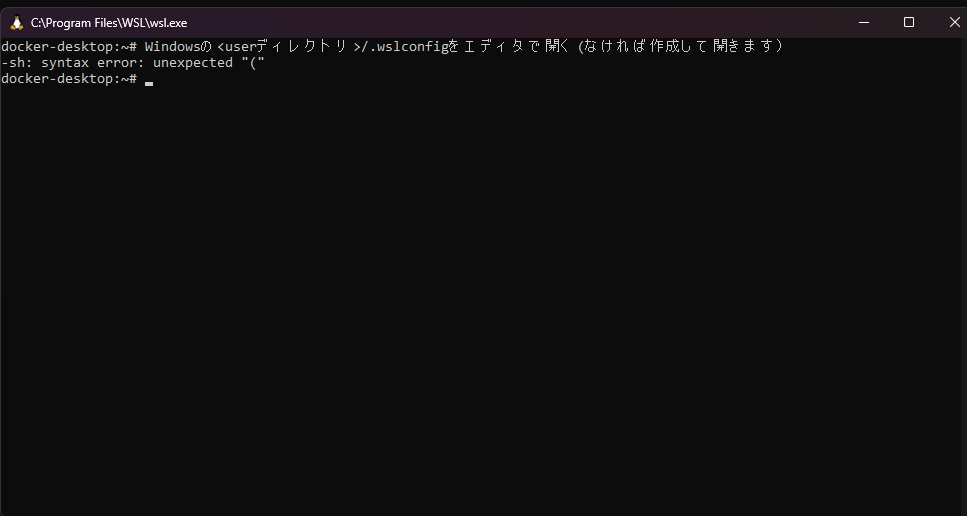 C:\Program Files\WSL\wsl.exe
docker-desktop:~# Windowsの<userディレクトリ>/.wslconfigをエディタで開く(なければ作成して開きます)
-sh: syntax error: unexpected "("
docker-desktop:~#